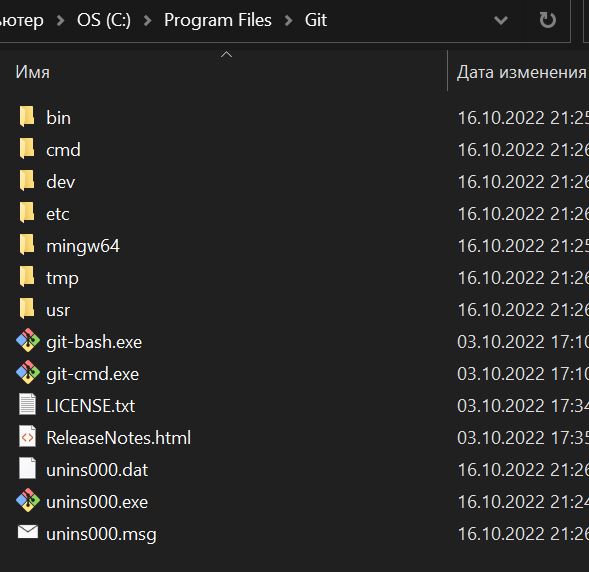 ьютер > OS (C:) > Program Files > Git
Имя Дата изменения
bin 16.10.2022 21:25
cmd 16.10.2022 21:26
dev 16.10.2022 21:26
etc 16.10.2022 21:26
mingw64 16.10.2022 21:25
tmp 16.10.2022 21:26
usr 16.10.2022 21:26
git-bash.exe 03.10.2022 17:10
git-cmd.exe 03.10.2022 17:10
LICENSE.txt 03.10.2022 17:34
ReleaseNotes.html 03.10.2022 17:35
unins000.dat 16.10.2022 21:26
unins000.exe 16.10.2022 21:24
unins000.msg 16.10.2022 21:26